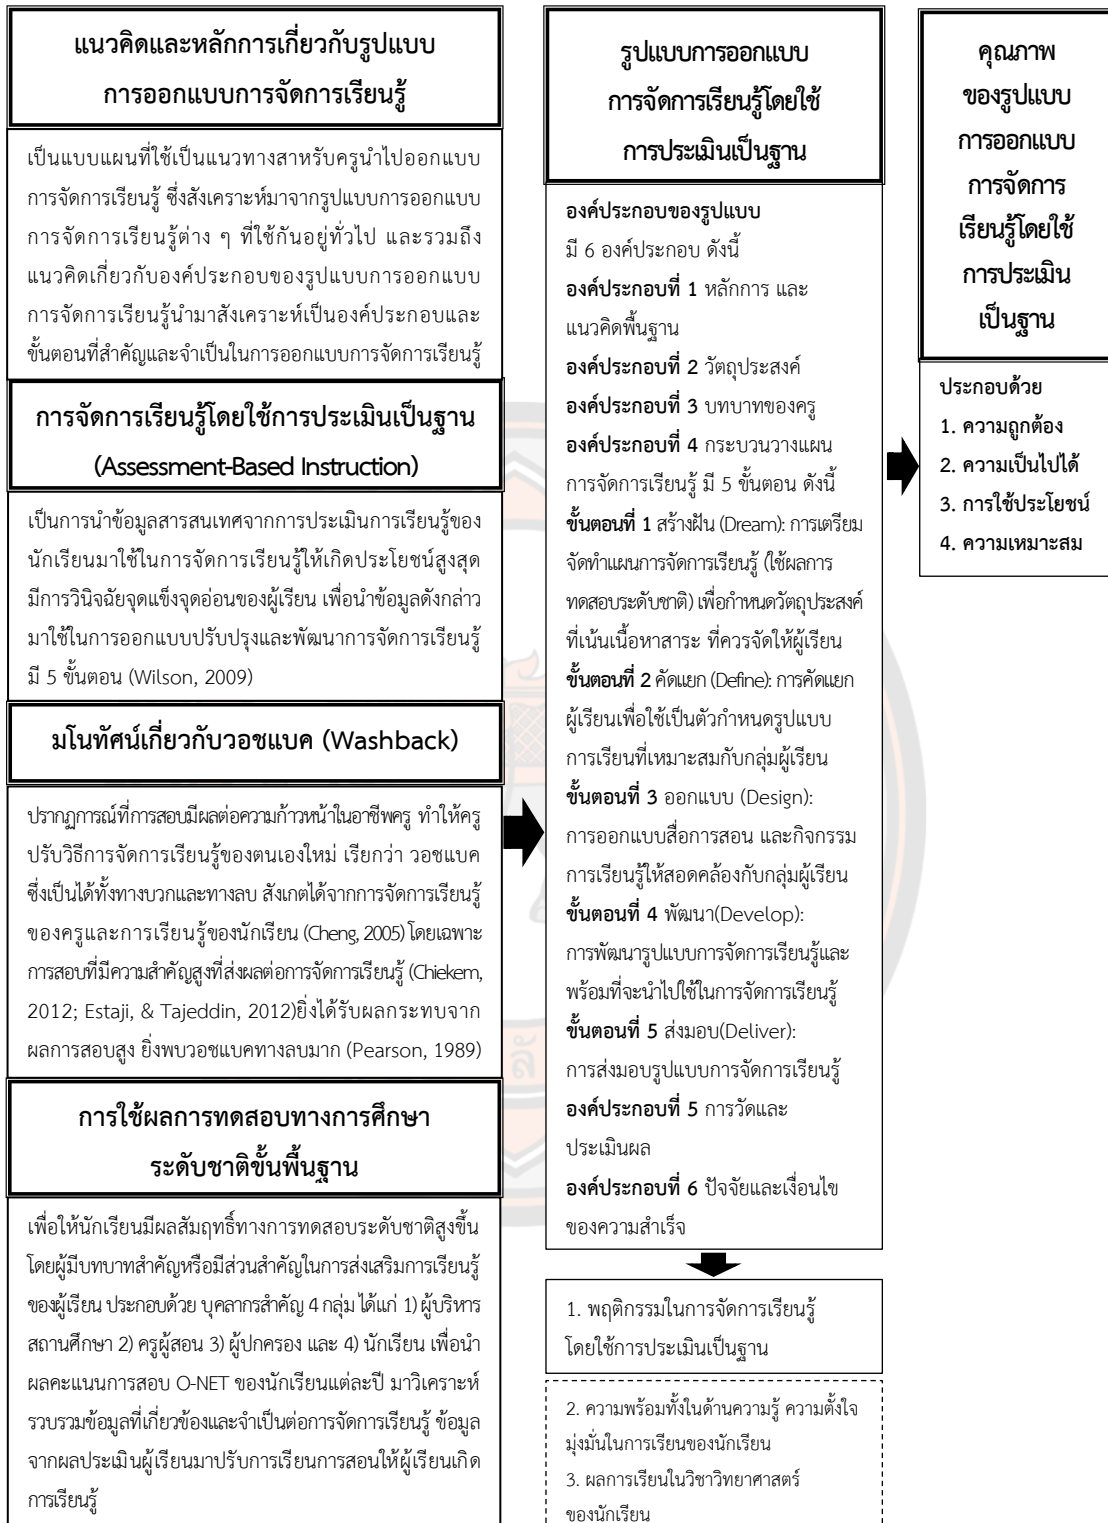 แนวคิดและหลักการเกี่ยวกับรูปแบบ
การออกแบบการจัดการเรียนรู้
เป็นแบบแผนที่ใช้เป็นแนวทางสาหรับครูนำไปออกแบบ
การจัดการเรียนรู้ ซึ่งสังเคราะห์มาจากรูปแบบการออกแบบ
การจัดการเรียนรู้ต่าง ๆ ที่ใช้กันอยู่ทั่วไป และรวมถึง
แนวคิดเกี่ยวกับองค์ประกอบของรูปแบบการออกแบบ
การจัดการเรียนรู้นำมาสังเคราะห์เป็นองค์ประกอบและ
ขั้นตอนที่สำคัญและจำเป็นในการออกแบบการจัดการเรียนรู้
การจัดการเรียนรู้โดยใช้การประเมินเป็นฐาน
(Assessment-Based Instruction)
เป็นการนำข้อมูลสารสนเทศจากการประเมินการเรียนรู้ของ
นักเรียนมาใช้ในการจัดการเรียนรู้ให้เกิดประโยชน์สูงสุด
มีการวินิจฉัยจุดแข็งจุดอ่อนของผู้เรียน เพื่อนำข้อมูลดังกล่าว
มาใช้ในการออกแบบปรับปรุงและพัฒนาการจัดการเรียนรู้
มี 5 ขั้นตอน (Wilson, 2009)
มโนทัศน์เกี่ยวกับวอชแบค (Washback)
ปรากฏการณ์ที่การสอบมีผลต่อความก้าวหน้าในอาชีพครู ทำให้ครู
ปรับวิธีการจัดการเรียนรู้ของตนเองใหม่ เรียกว่า วอชแบค
ซึ่งเป็นได้ทั้งทางบวกและทางลบ สังเกตได้จากการจัดการเรียนรู้
ของครูและการเรียนรู้ของนักเรียน (Cheng, 2005) โดยเฉพาะ
การสอบที่มีความสำคัญสูงที่ส่งผลต่อการจัดการเรียนรู้ (Chiekem,
2012; Estaji, & Tajeddin, 2012)ยิ่งได้รับผลกระทบจาก
ผลการสอบสูง ยิ่งพบวอชแบคทางลบมาก (Pearson, 1989)
การใช้ผลการทดสอบทางการศึกษา
ระดับชาติขั้นพื้นฐาน
เพื่อให้นักเรียนมีผลสัมฤทธิ์ทางการทดสอบระดับชาติสูงขึ้น
โดยผู้มีบทบาทสำคัญหรือมีส่วนสำคัญในการส่งเสริมการเรียนรู้
ของผู้เรียน ประกอบด้วย บุคลากรสำคัญ 4 กลุ่ม ได้แก่ 1) ผู้บริหาร
สถานศึกษา 2) ครูผู้สอน 3) ผู้ปกครอง และ 4) นักเรียน เพื่อนำ
ผลคะแนนการสอบ O-NET ของนักเรียนแต่ละปี มาวิเคราะห์
รวบรวมข้อมูลที่เกี่ยวข้องและจำเป็นต่อการจัดการเรียนรู้ ข้อมูล
จากผลประเมินผู้เรียนมาปรับการเรียนการสอนให้ผู้เรียนเกิด
การเรียนรู้
รูปแบบการออกแบบ
การจัดการเรียนรู้โดยใช้
การประเมินเป็นฐาน
องค์ประกอบของรูปแบบ
มี 6 องค์ประกอบ ดังนี้
องค์ประกอบที่ 1 หลักการ และ
แนวคิดพื้นฐาน
องค์ประกอบที่ 2 วัตถุประสงค์
องค์ประกอบที่ 3 บทบาทของครู
องค์ประกอบที่ 4 กระบวนวางแผน
การจัดการเรียนรู้ มี 5 ขั้นตอน ดังนี้
ขั้นตอนที่ 1 สร้างฝัน (Dream): การเตรียม
จัดทำแผนการจัดการเรียนรู้ (ใช้ผลการ
ทดสอบระดับชาติ) เพื่อกำหนดวัตถุประสงค์
ที่เน้นเนื้อหาสาระ ที่ควรจัดให้ผู้เรียน
ขั้นตอนที่ 2 คัดแยก (Define): การคัดแยก
ผู้เรียนเพื่อใช้เป็นตัวกำหนดรูปแบบ
การเรียนที่เหมาะสมกับกลุ่มผู้เรียน
ขั้นตอนที่ 3 ออกแบบ (Design):
การออกแบบสื่อการสอน และกิจกรรม
การเรียนรู้ให้สอดคล้องกับกลุ่มผู้เรียน
ขั้นตอนที่ 4 พัฒนา(Develop):
การพัฒนารูปแบบการจัดการเรียนรู้และ
พร้อมที่จะนำไปใช้ในการจัดการเรียนรู้
ขั้นตอนที่ 5 ส่งมอบ(Deliver):
การส่งมอบรูปแบบการจัดการเรียนรู้
องค์ประกอบที่ 5 การวัดและ
ประเมินผล
องค์ประกอบที่ 6 ปัจจัยและเงื่อนไข
ของความสำเร็จ
1. พฤติกรรมในการจัดการเรียนรู้
โดยใช้การประเมินเป็นฐาน
2. ความพร้อมทั้งในด้านความรู้ ความตั้งใจ
มุ่งมั่นในการเรียนของนักเรียน
3. ผลการเรียนในวิชาวิทยาศาสตร์
ของนักเรียน
คุณภาพ
ของรูปแบบ
การออกแบบ
การจัดการ
เรียนรู้โดยใช้
การประเมิน
เป็นฐาน
ประกอบด้วย
1. ความถูกต้อง
2. ความเป็นไปได้
3. การใช้ประโยชน์
4. ความเหมาะสม